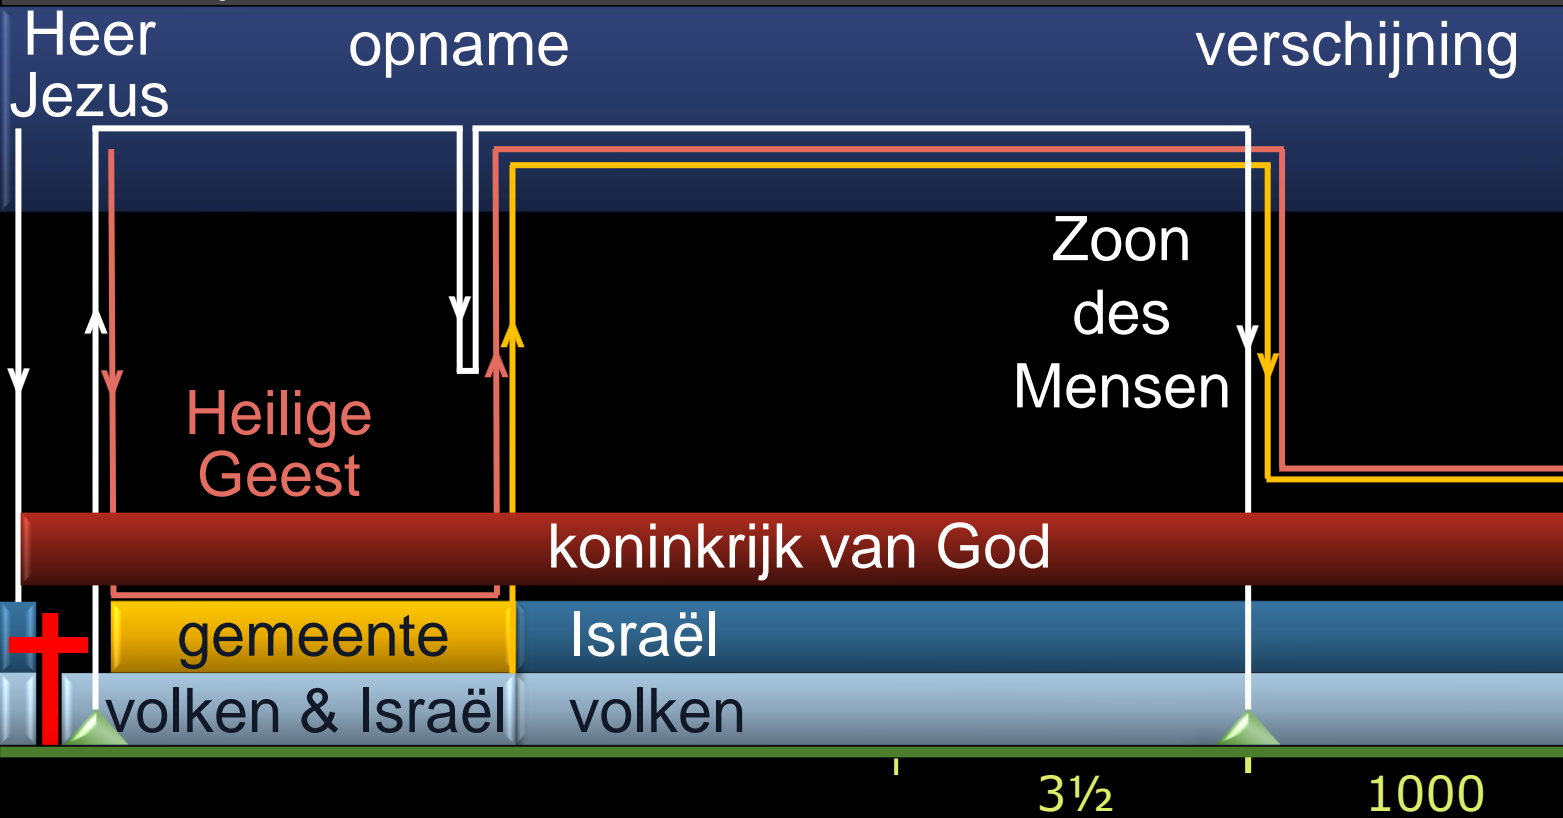 Heer
Jezus
opname
verschijning
Zoon
des
Mensen
Heilige
Geest
koninkrijk van God
gemeente
Israël
volken & Israël
volken
3½
1000